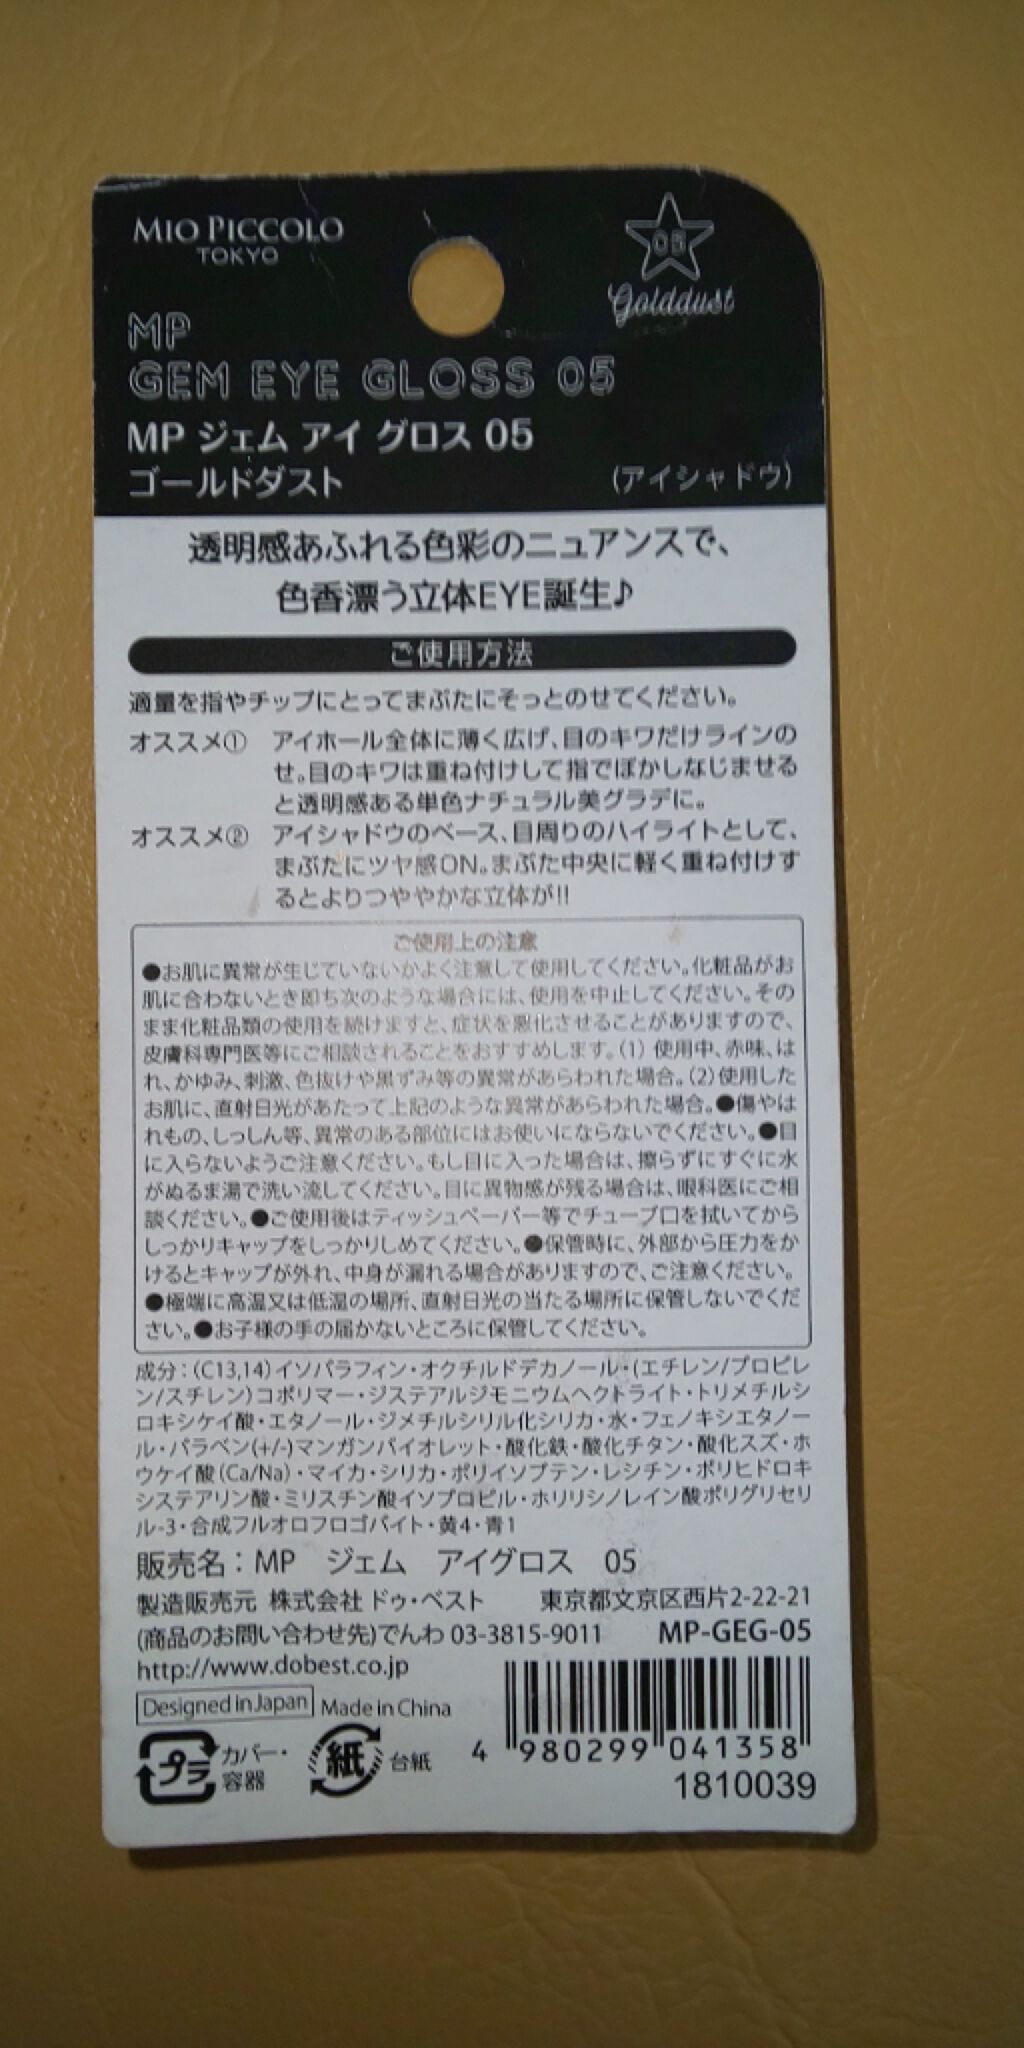 MIO PICCOLO
TOKYO
05
Golddust
MP
GEM EYE GLOSS 05
MP ジェム アイ グロス 05
ゴールドダスト (アイシャドウ)
透明感あふれる色彩のニュアンスで、
色香漂う立体EYE誕生♪
ご使用方法
適量を指やチップにとってまぶたにそっとのせてください。
オススメ① アイホール全体に薄く広げ、目のキワだけラインの
せ。目のキワは重ね付けして指でぼかしなじませる
と透明感ある単色ナチュラル美グラデに。
オススメ② アイシャドウのベース、目周りのハイライトとして、
まぶたにツヤ感ON。まぶた中央に軽く重ね付けす
るとよりつややかな立体が!!
ご使用上の注意
●お肌に異常が生じていないかよく注意して使用してください。化粧品がお
肌に合わないとき即ち次のような場合には、使用を中止してください。その
まま化粧品類の使用を続けますと、症状を悪化させることがありますので、
皮膚科専門医等にご相談されることをおすすめします。(1) 使用中、赤味、は
れ、かゆみ、刺激、色抜けや黒ずみ等の異常があらわれた場合。(2)使用した
お肌に、直射日光があたって上記のような異常があらわれた場合。●傷やは
れもの、しっしん等、異常のある部位にはお使いにならないでください。●目
に入らないようご注意ください。もし目に入った場合は、擦らずにすぐに水
がぬるま湯で洗い流してください。目に異物感が残る場合は、眼科医にご相
談ください。●ご使用後はティッシュペーパー等でチューブ口を拭いてから
しっかりキャップをしっかりしめてください。●保管時に、外部から圧力をか
けるとキャップが外れ、中身が漏れる場合がありますので、ご注意ください。
●極端に高温又は低温の場所、直射日光の当たる場所に保管しないでくだ
さい。●お子様の手の届かないところに保管してください。
成分：(C13,14)イソパラフィン・オクチルドデカノール・(エチレン/プロピレ
ン/スチレン)コポリマー・ジステアルジモニウムヘクトライト・トリメチルシ
ロキシケイ酸・エタノール・ジメチルシリル化シリカ・水・フェノキシエタノー
ル・パラベン(+/-)マンガンバイオレット・酸化鉄・酸化チタン・酸化スズ・ホ
ウケイ酸(Ca/Na)・マイカ・シリカ・ポリイソブテン・レシチン・ポリヒドロキ
システアリン酸・ミリスチン酸イソプロピル・ホリリシノレイン酸ポリグリセリ
ル-3・合成フルオロフロゴパイト・黄4・青1
販売名：MP ジェム アイグロス 05
製造販売元 株式会社 ドゥ・ベスト 東京都文京区西片2-22-21
(商品のお問い合わせ先)でんわ 03-3815-9011 MP-GEG-05
http://www.dobest.co.jp
Designed in Japan Made in China
プラ カバー・
容器
紙 台紙
4 980299 041358
1810039